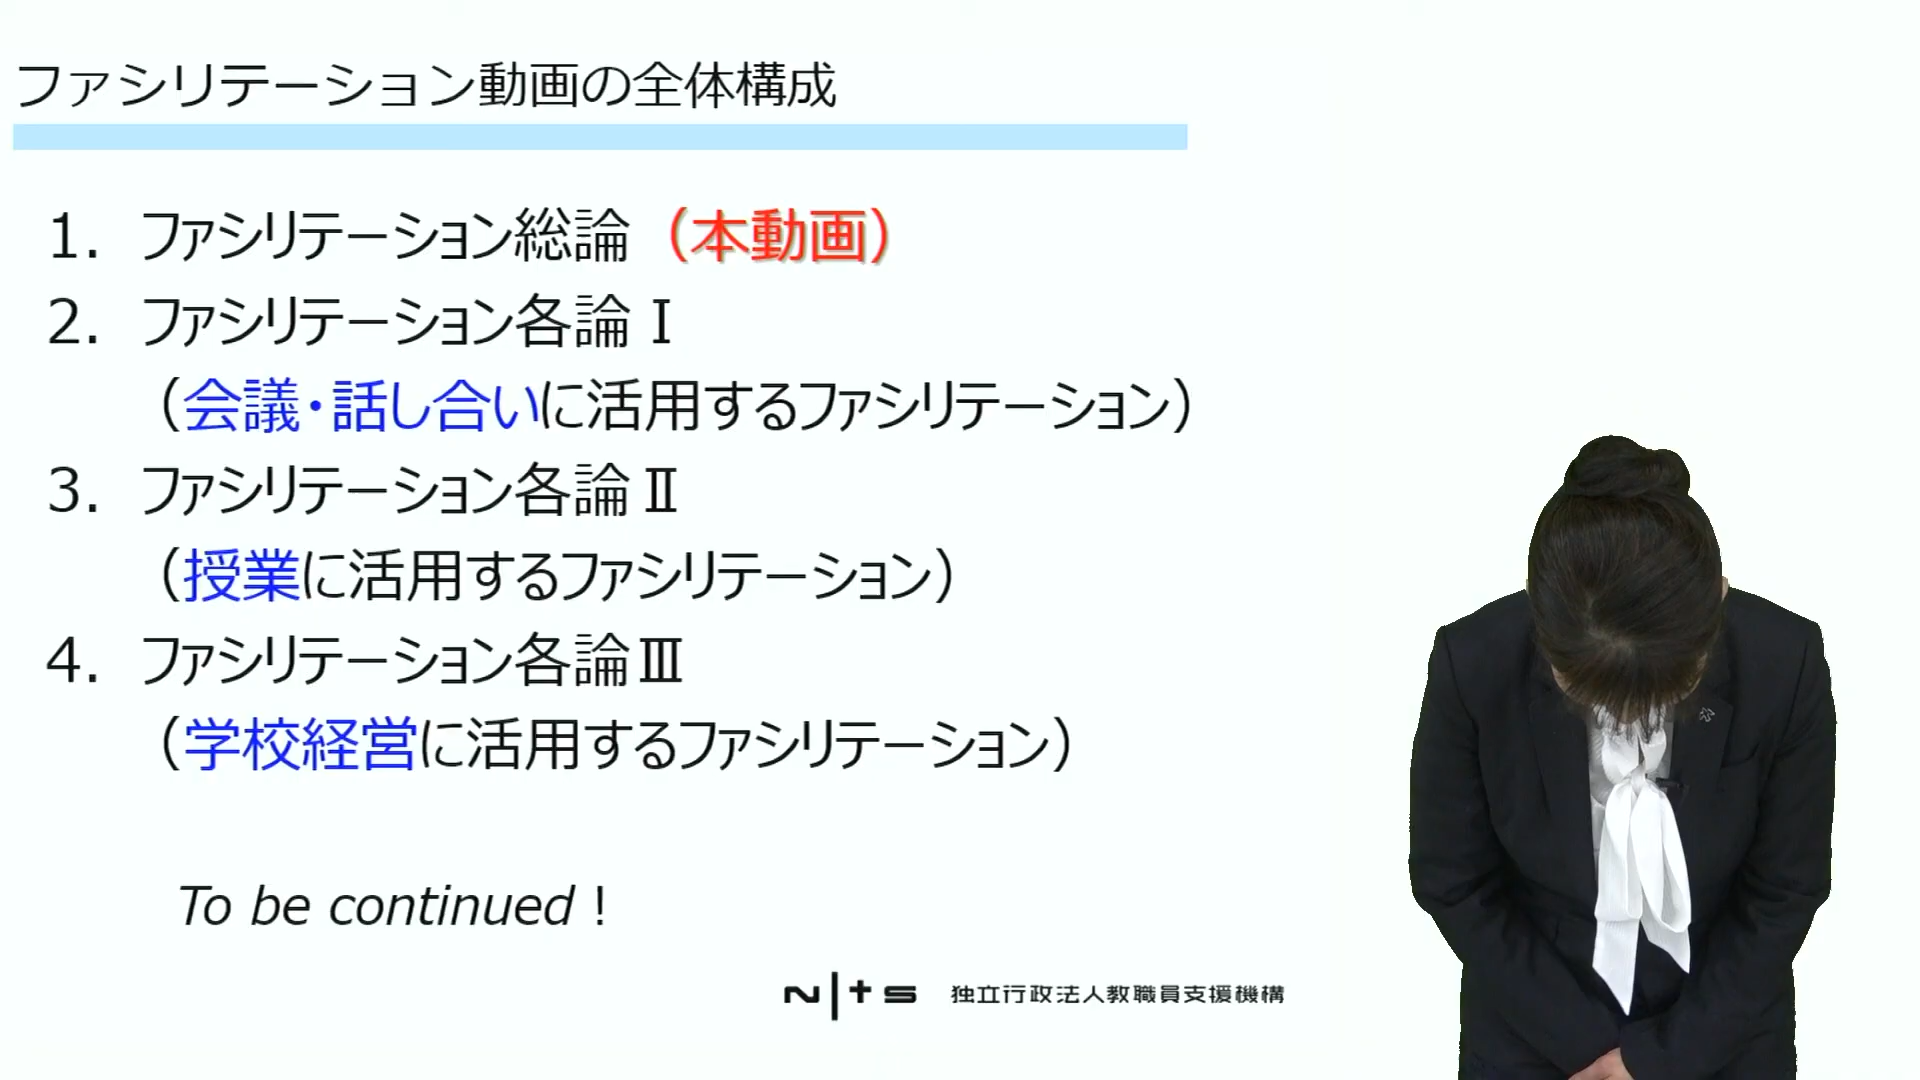 ファシリテーション動画の全体構成
1. ファシリテーション総論（本動画）
2. ファシリテーション各論Ⅰ
（会議・話し合いに活用するファシリテーション）
3. ファシリテーション各論Ⅱ
（授業に活用するファシリテーション）
4. ファシリテーション各論Ⅲ
（学校経営に活用するファシリテーション）
To be continued！
N|tS 独立行政法人教職員支援機構